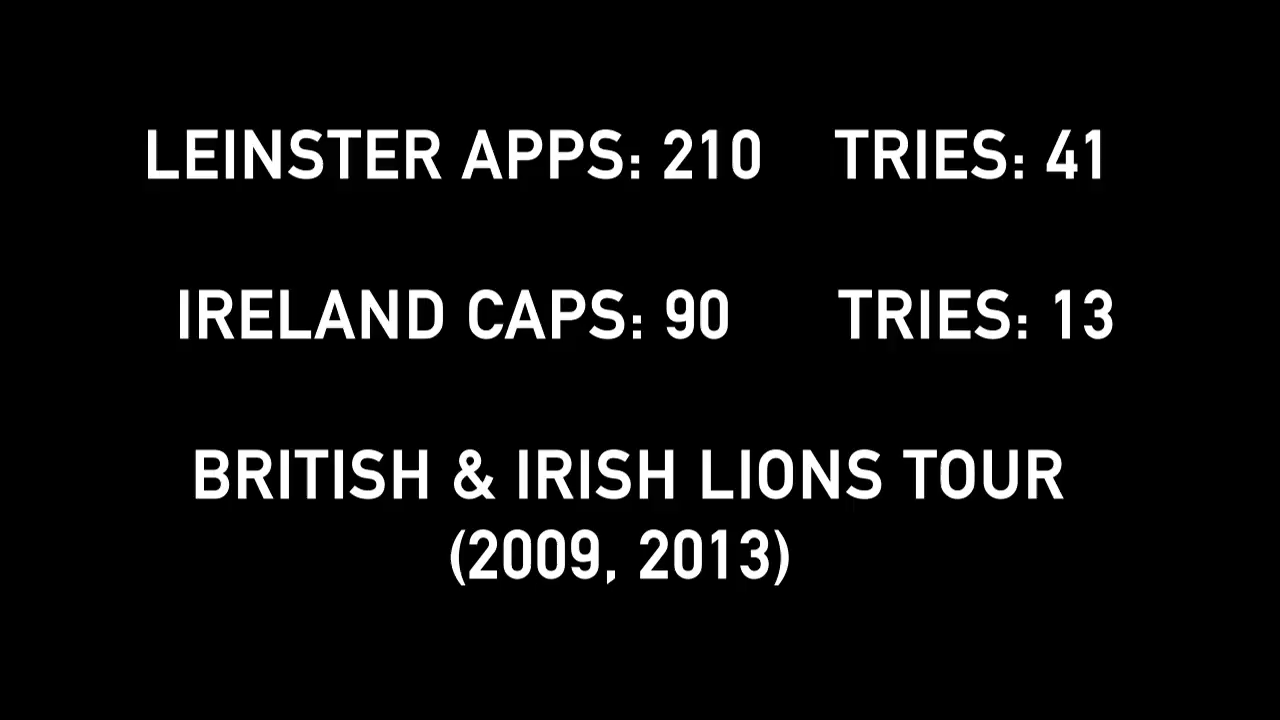 LEINSTER APPS: 210 TRIES: 41
IRELAND CAPS: 90 TRIES: 13
BRITISH & IRISH LIONS TOUR
(2009, 2013)